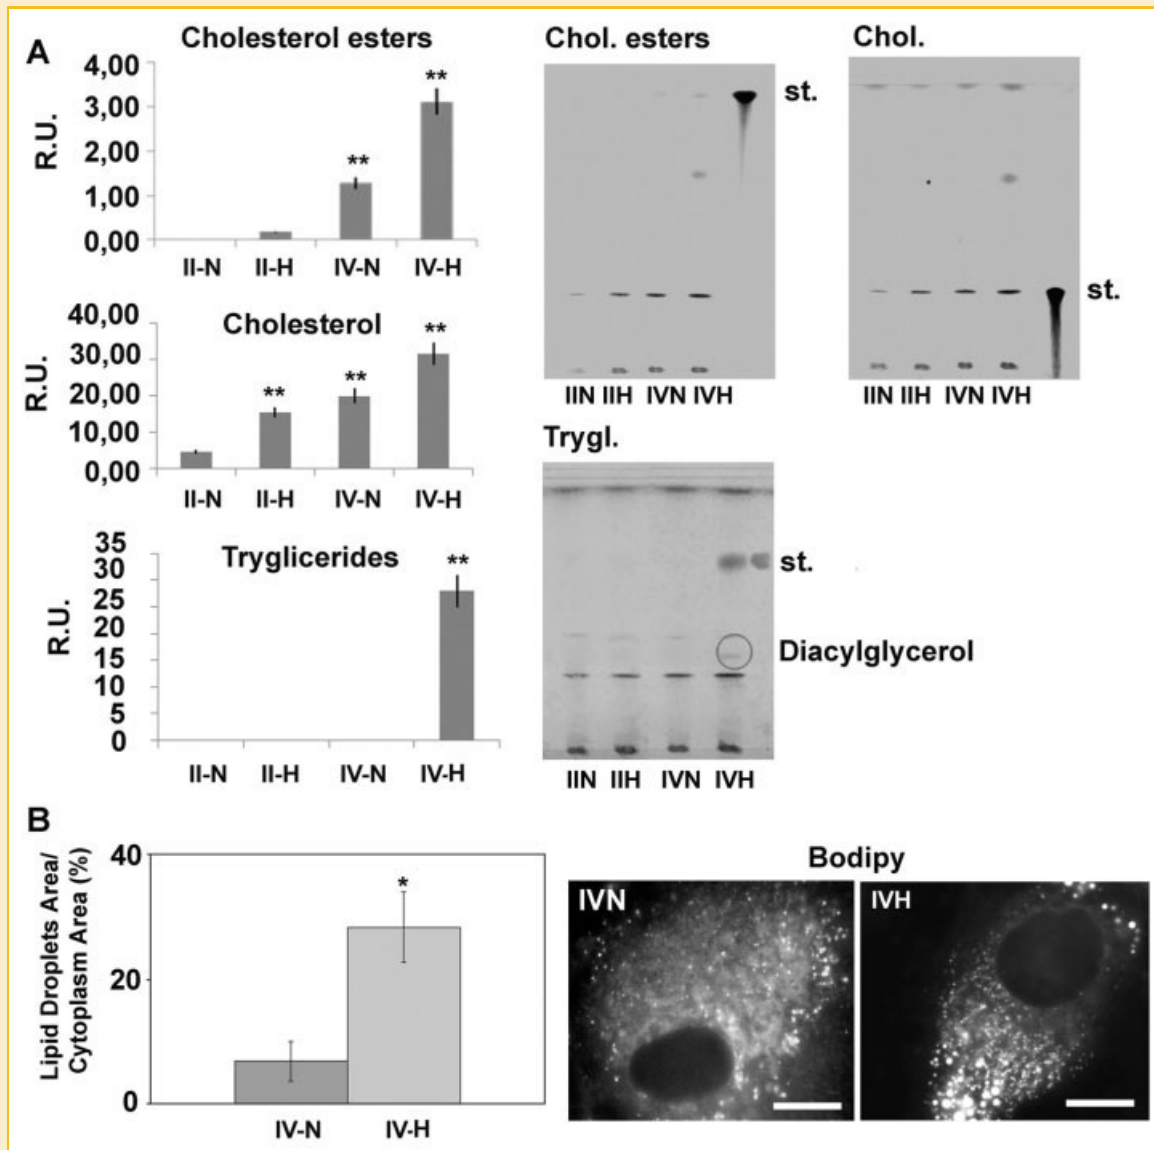 A
Cholesterol esters
4,00
3,00
2,00
1,00
0,00
R.U.
**
**
II-N II-H IV-N IV-H
Cholesterol
40,00
30,00
20,00
10,00
0,00
R.U.
**
**
**
II-N II-H IV-N IV-H
Tryglicerides
35
30
25
20
15
10
5
0
R.U.
**
II-N II-H IV-N IV-H
Chol. esters
st.
IIN IIH IVN IVH
Chol.
st.
IIN IIH IVN IVH
Trygl.
st.
Diacylglycerol
IIN IIH IVN IVH
B
Lipid Droplets Area/
Cytoplasm Area (%)
40
20
0
*
IV-N IV-H
Bodipy
IVN
IVH